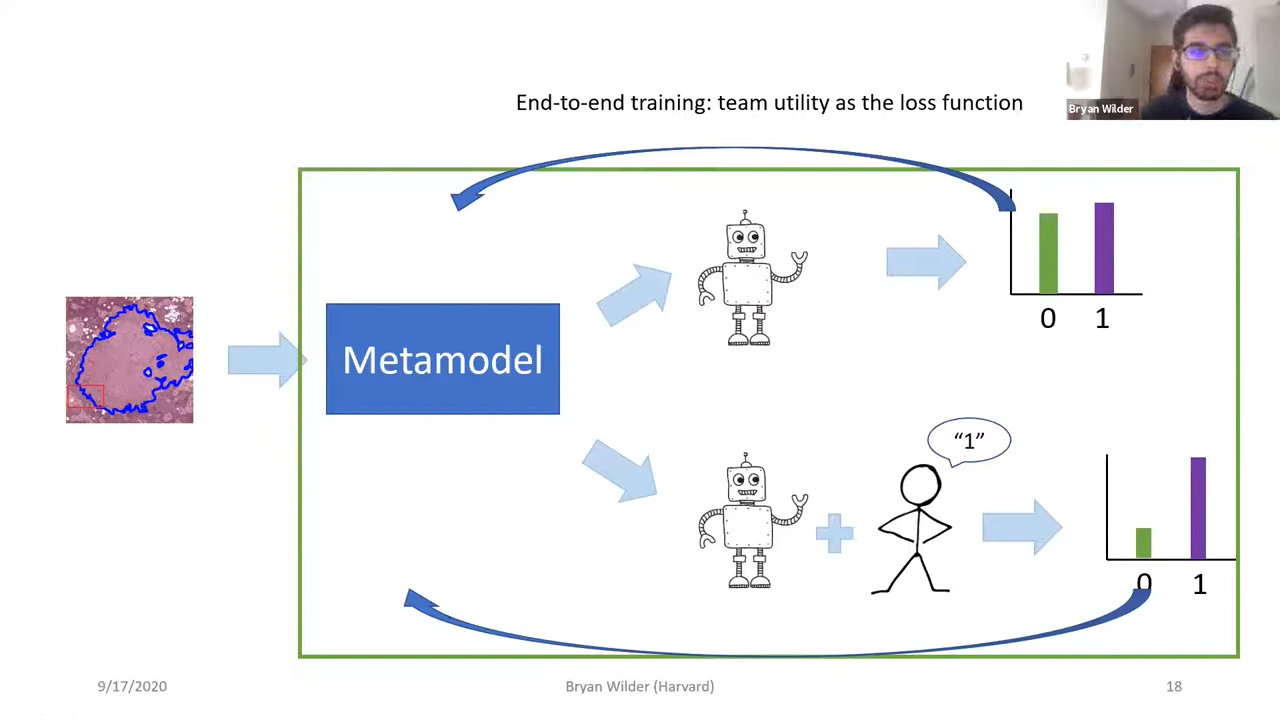 End-to-end training: team utility as the loss function
Bryan Wilder
0 1
Metamodel
“1”
0 1
9/17/2020
Bryan Wilder (Harvard)
18